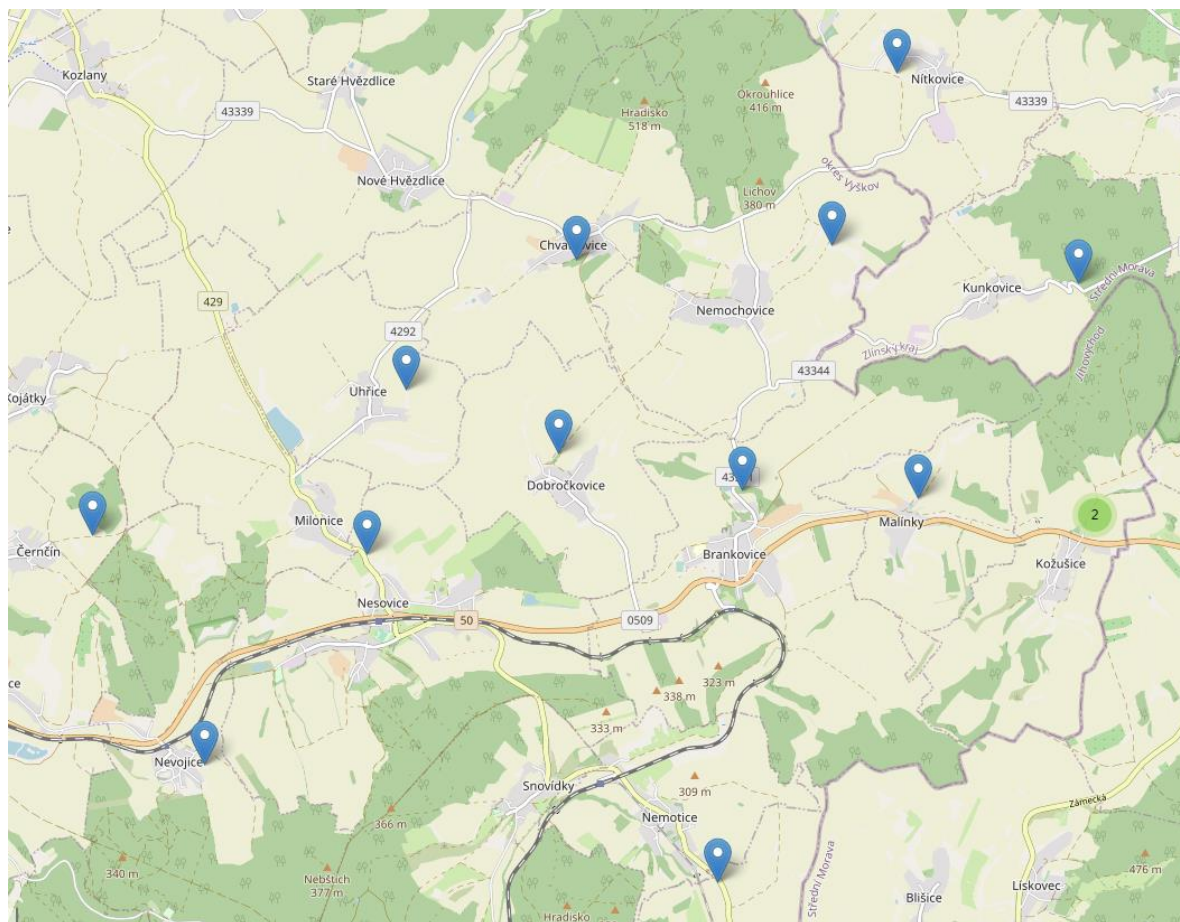 Kozlany
Staré Hvězdlice
43339
Okrouhlice
416 m
Nítkovice
43339
Hradisko
518 m
okres Vyškov
Nové Hvězdlice
Lichov
380 m
Střední Morava
Kunkovice
429
Nemochovice
4292
Zlínský kraj
Jihovýchod
43344
Uhřice
Kojátky
Dobročkovice
Milonice
Malínky
2
Černčín
Brankovice
Kožušice
Nesovice
50
0509
323 m
338 m
333 m
Nevojice
Snovídky
309 m
Zámecká
366 m
Nemotice
340 m
Nebštich
377 m
Střední Morava
476 m
Lískovec
Blišice
Hradisko